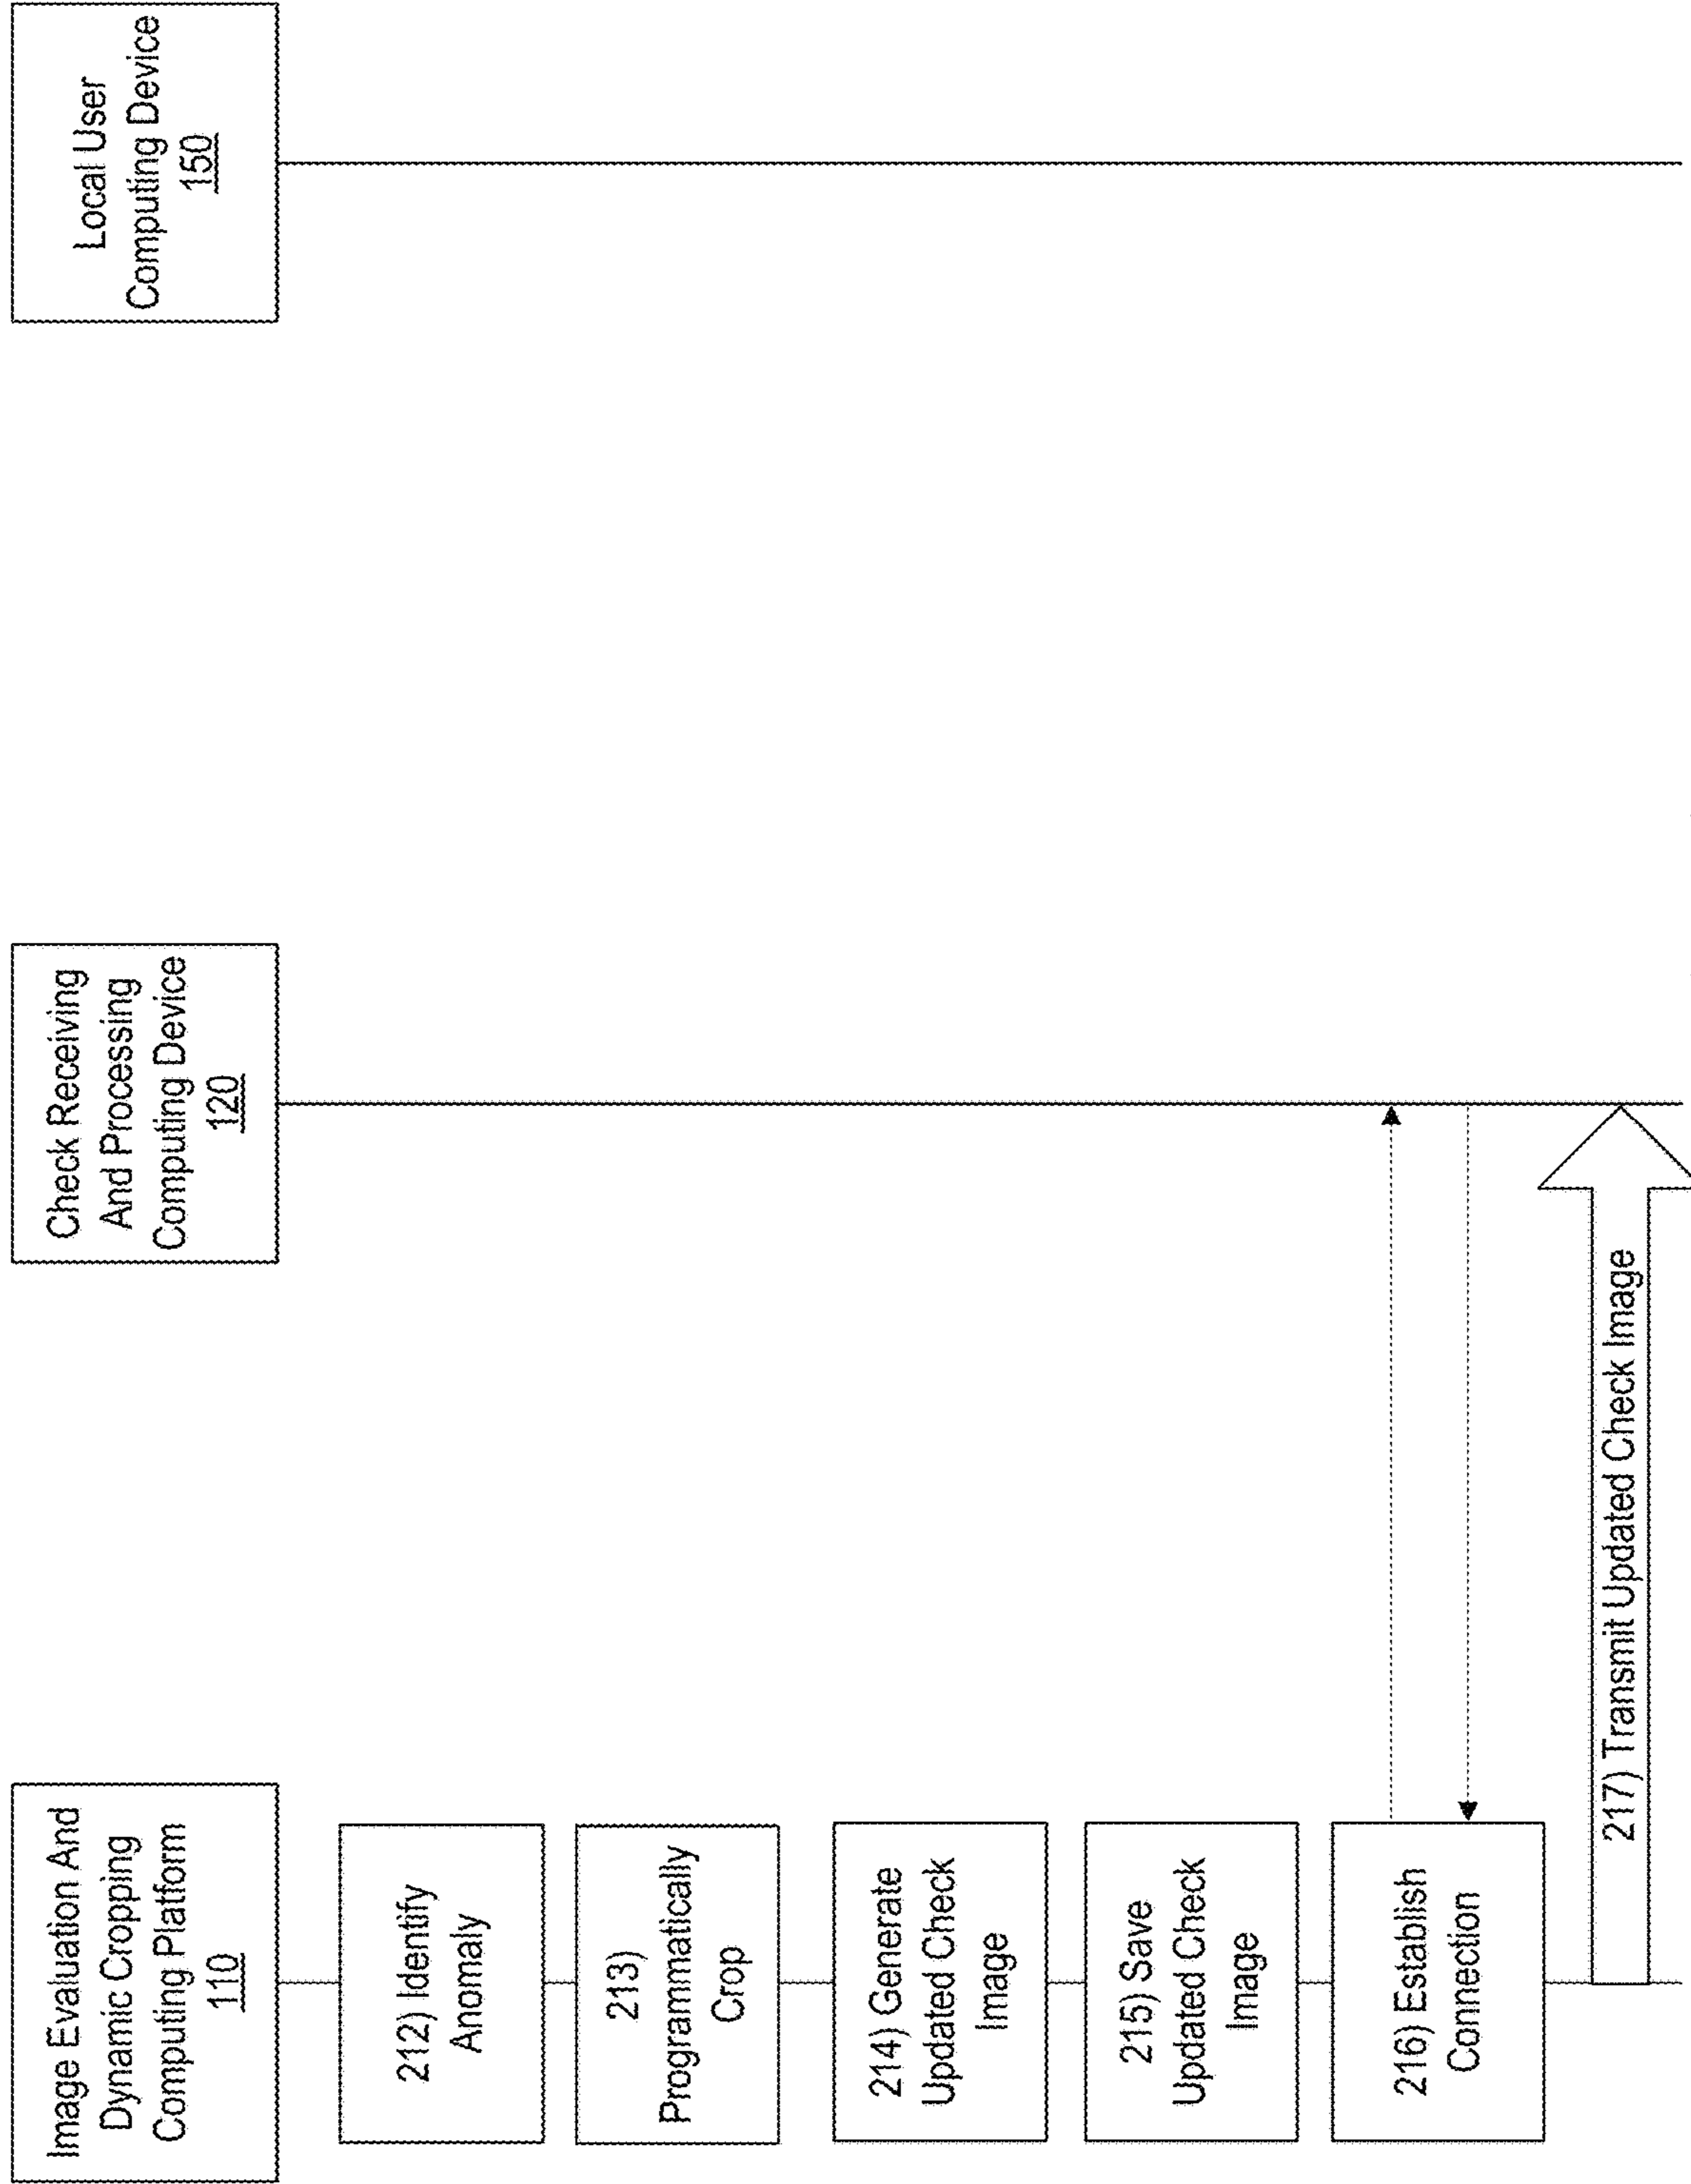 Image Evaluation And
Dynamic Cropping
Computing Platform
110
Check Receiving
And Processing
Computing Device
120
Local User
Computing Device
150
212) Identify
Anomaly
213)
Programmatically
Crop
214) Generate
Updated Check
Image
215) Save
Updated Check
Image
216) Establish
Connection
217) Transmit Updated Check Image